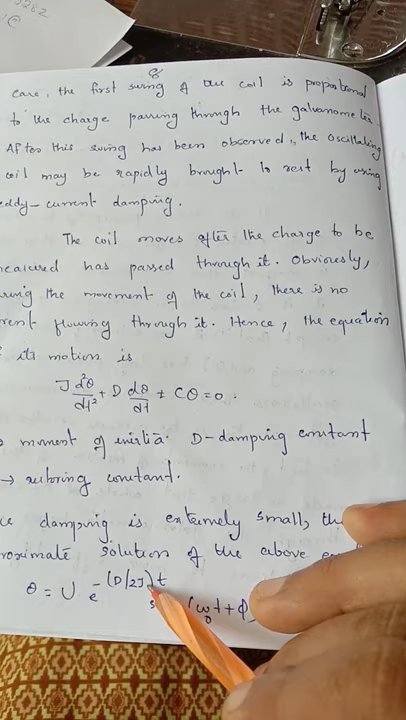 8
case, the first swing of the coil is proportional
to the charge passing through the galvanometer
After this swing has been observed, the oscillating
coil may be rapidly brought to rest by using
eddy-current damping.
The coil moves after the charge to be
measured has passed through it. Obviously,
uring the movement of the coil, there is no
rrent flowing through it. Hence, the equation
its motion is
J d²θ/dt² + D dθ/dt + Cθ = 0.
moment of inertia. D-damping constant
→ restoring constant.
damping is extremely small, the
proximate solution of the above
θ = U e^-(D/2J)t s (ω₀t + φ)